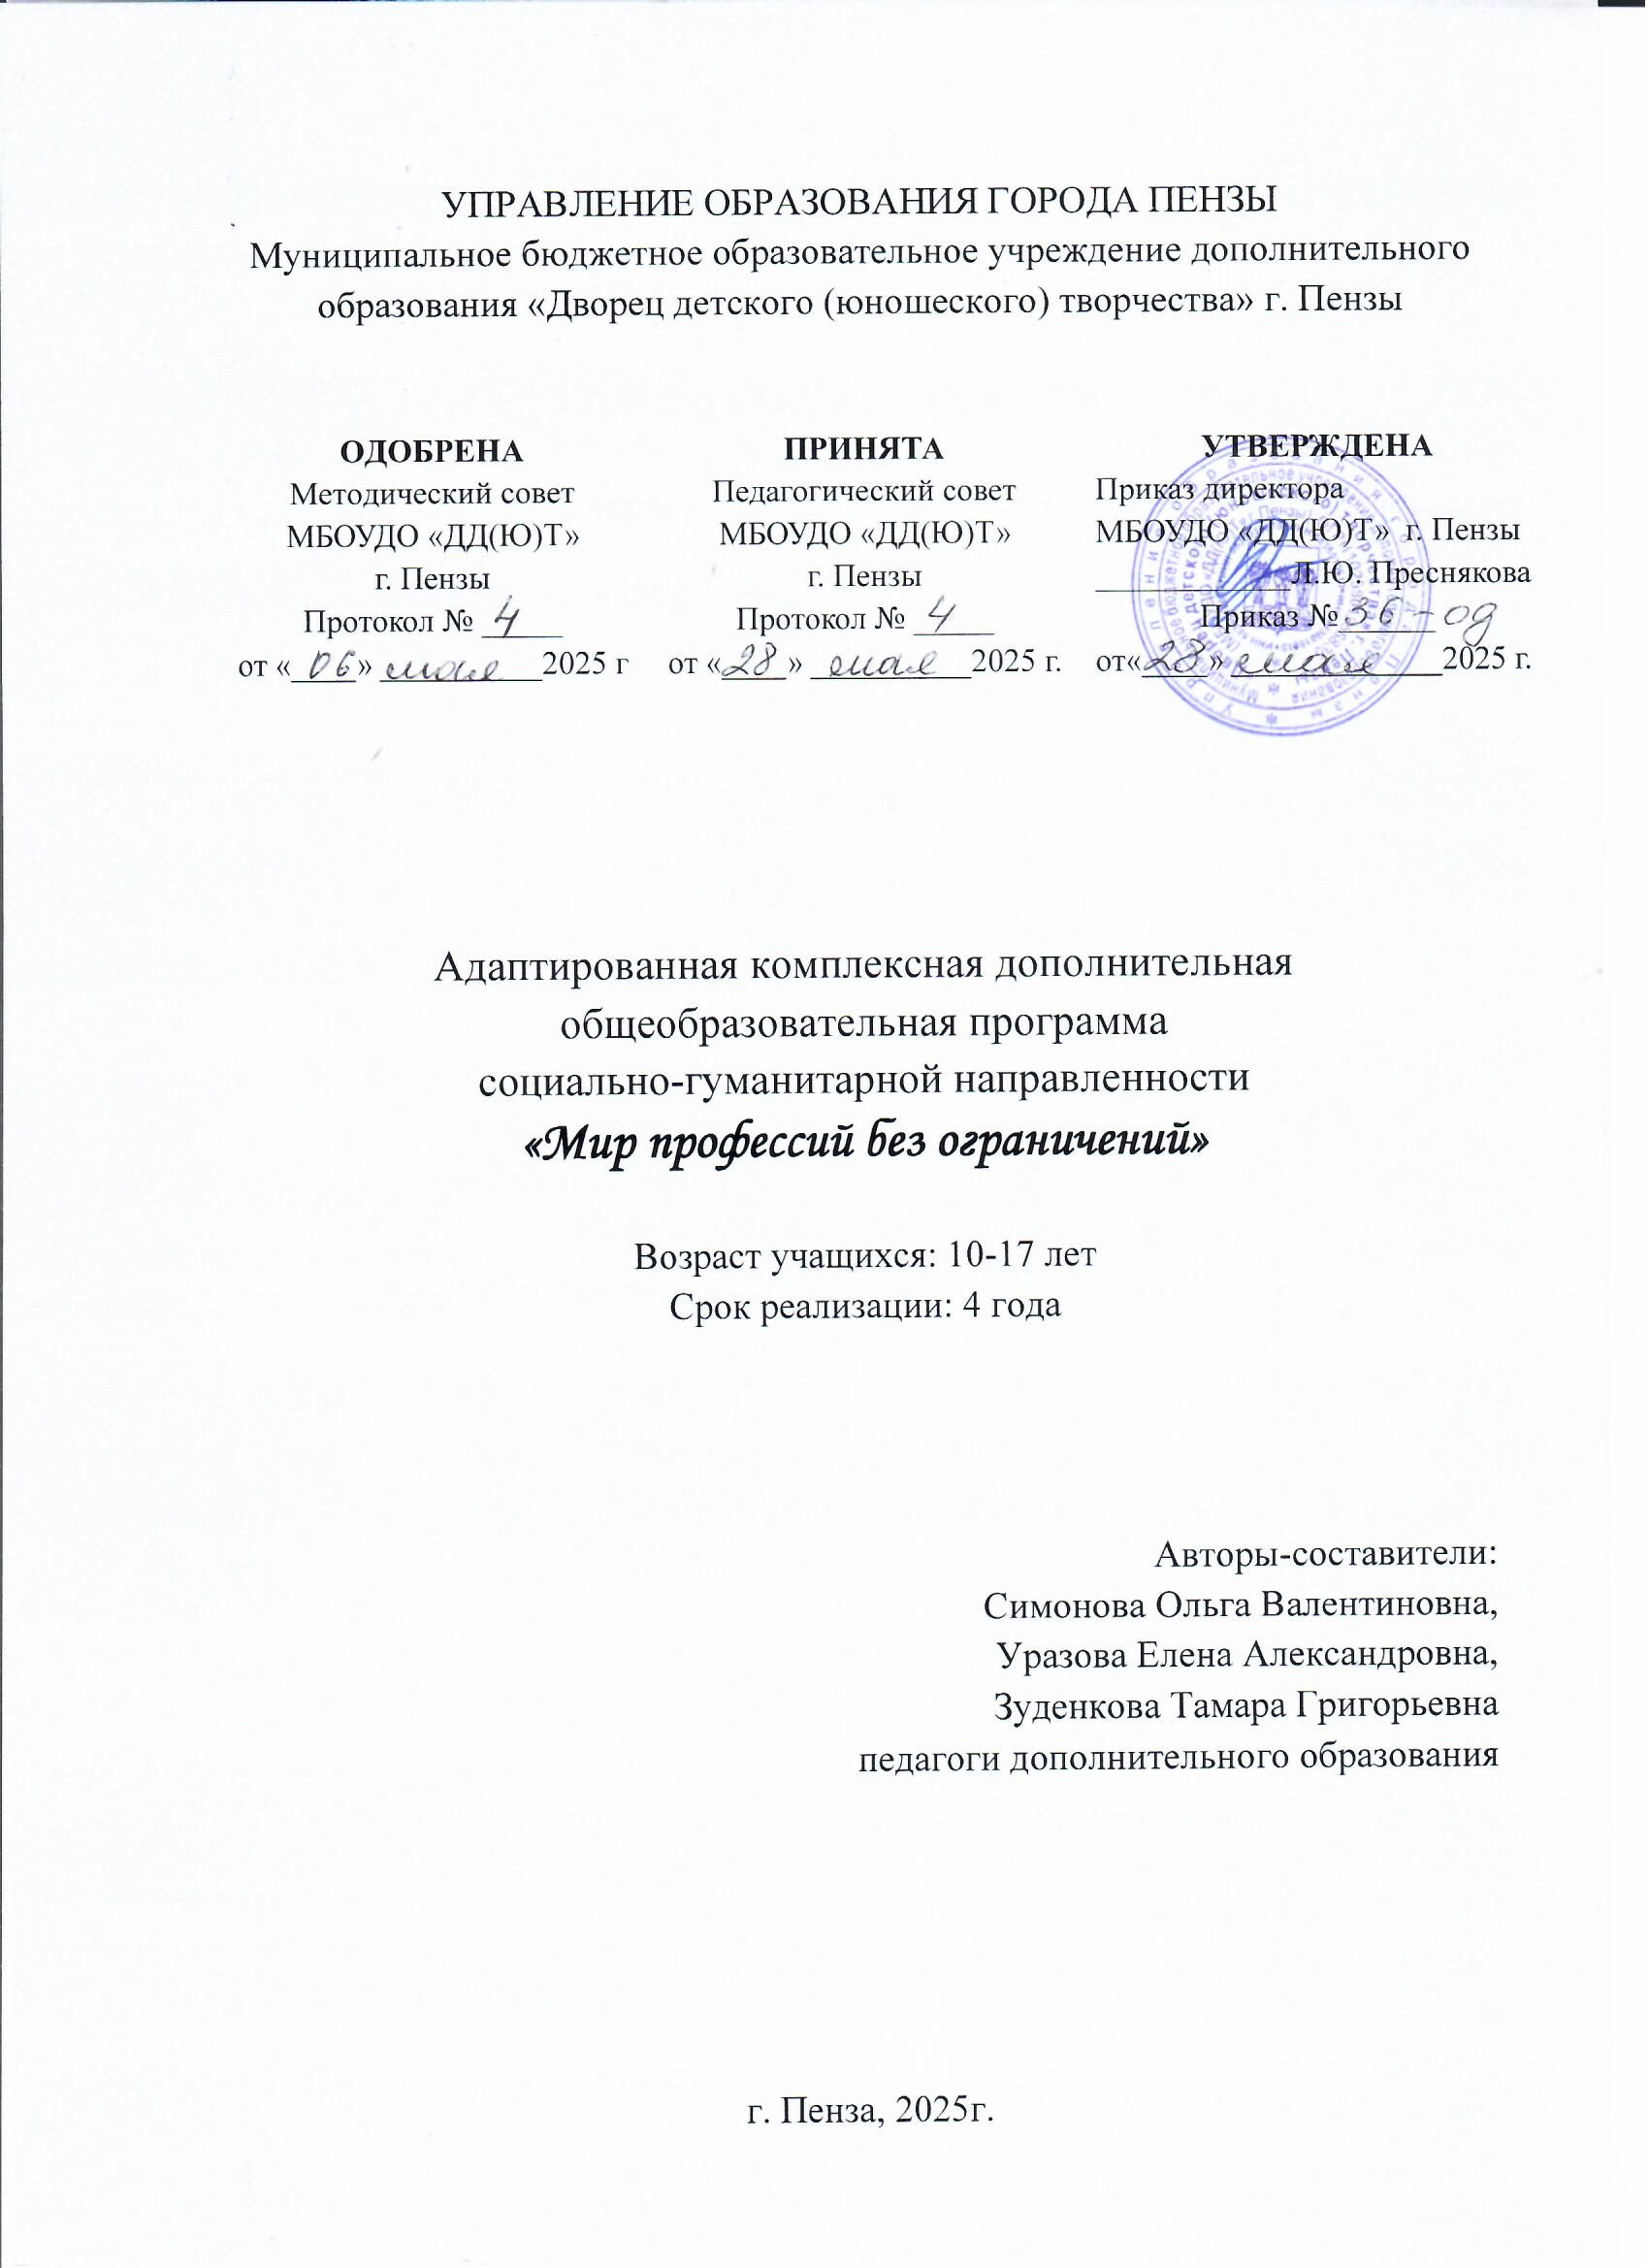 УПРАВЛЕНИЕ ОБРАЗОВАНИЯ ГОРОДА ПЕНЗЫ
Муниципальное бюджетное образовательное учреждение дополнительного
образования «Дворец детского (юношеского) творчества» г. Пензы
ОДОБРЕНА
Методический совет
МБОУДО «ДД(Ю)Т»
г. Пензы
Протокол № 4
от «06» мая 2025 г
ПРИНЯТА
Педагогический совет
МБОУДО «ДД(Ю)Т»
г. Пензы
Протокол № 4
от «28» мая 2025 г.
УТВЕРЖДЕНА
Приказ директора
МБОУДО «ДД(Ю)Т» г. Пензы
Л.Ю. Преснякова
Приказ № 36-од
от«28» мая 2025 г.
Адаптированная комплексная дополнительная
общеобразовательная программа
социально-гуманитарной направленности
«Мир профессий без ограничений»
Возраст учащихся: 10-17 лет
Срок реализации: 4 года
Авторы-составители:
Симонова Ольга Валентиновна,
Уразова Елена Александровна,
Зуденкова Тамара Григорьевна
педагоги дополнительного образования
г. Пенза, 2025г.